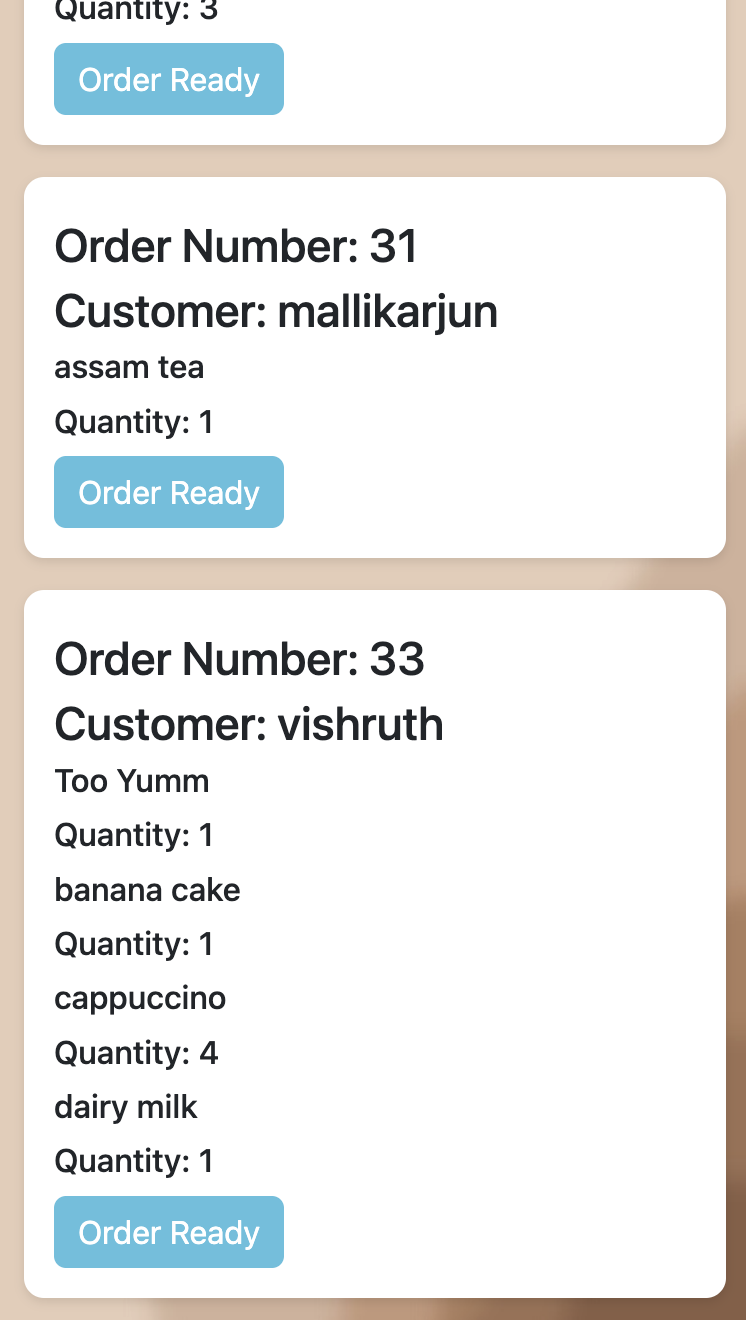 Quantity: 3
Order Ready
Order Number: 31
Customer: mallikarjun
assam tea
Quantity: 1
Order Ready
Order Number: 33
Customer: vishruth
Too Yumm
Quantity: 1
banana cake
Quantity: 1
cappuccino
Quantity: 4
dairy milk
Quantity: 1
Order Ready